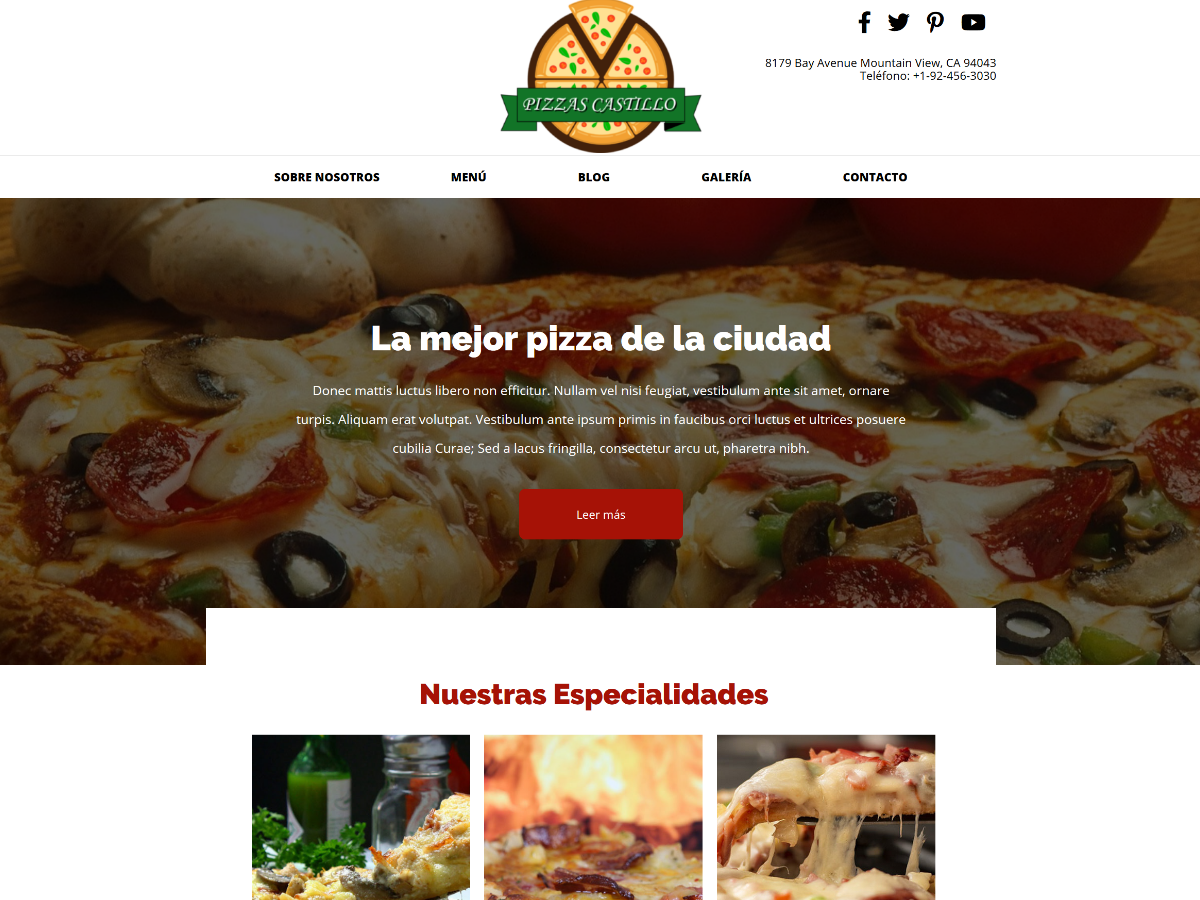 8179 Bay Avenue Mountain View, CA 94043
Teléfono: +1-92-456-3030
PIZZAS CASTILLO
SOBRE NOSOTROS
MENÚ
BLOG
GALERÍA
CONTACTO
La mejor pizza de la ciudad
Donec mattis luctus libero non efficitur. Nullam vel nisi feugiat, vestibulum ante sit amet, ornare
turpis. Aliquam erat volutpat. Vestibulum ante ipsum primis in faucibus orci luctus et ultrices posuere
cubilia Curae; Sed a lacus fringilla, consectetur arcu ut, pharetra nibh.
Leer más
Nuestras Especialidades